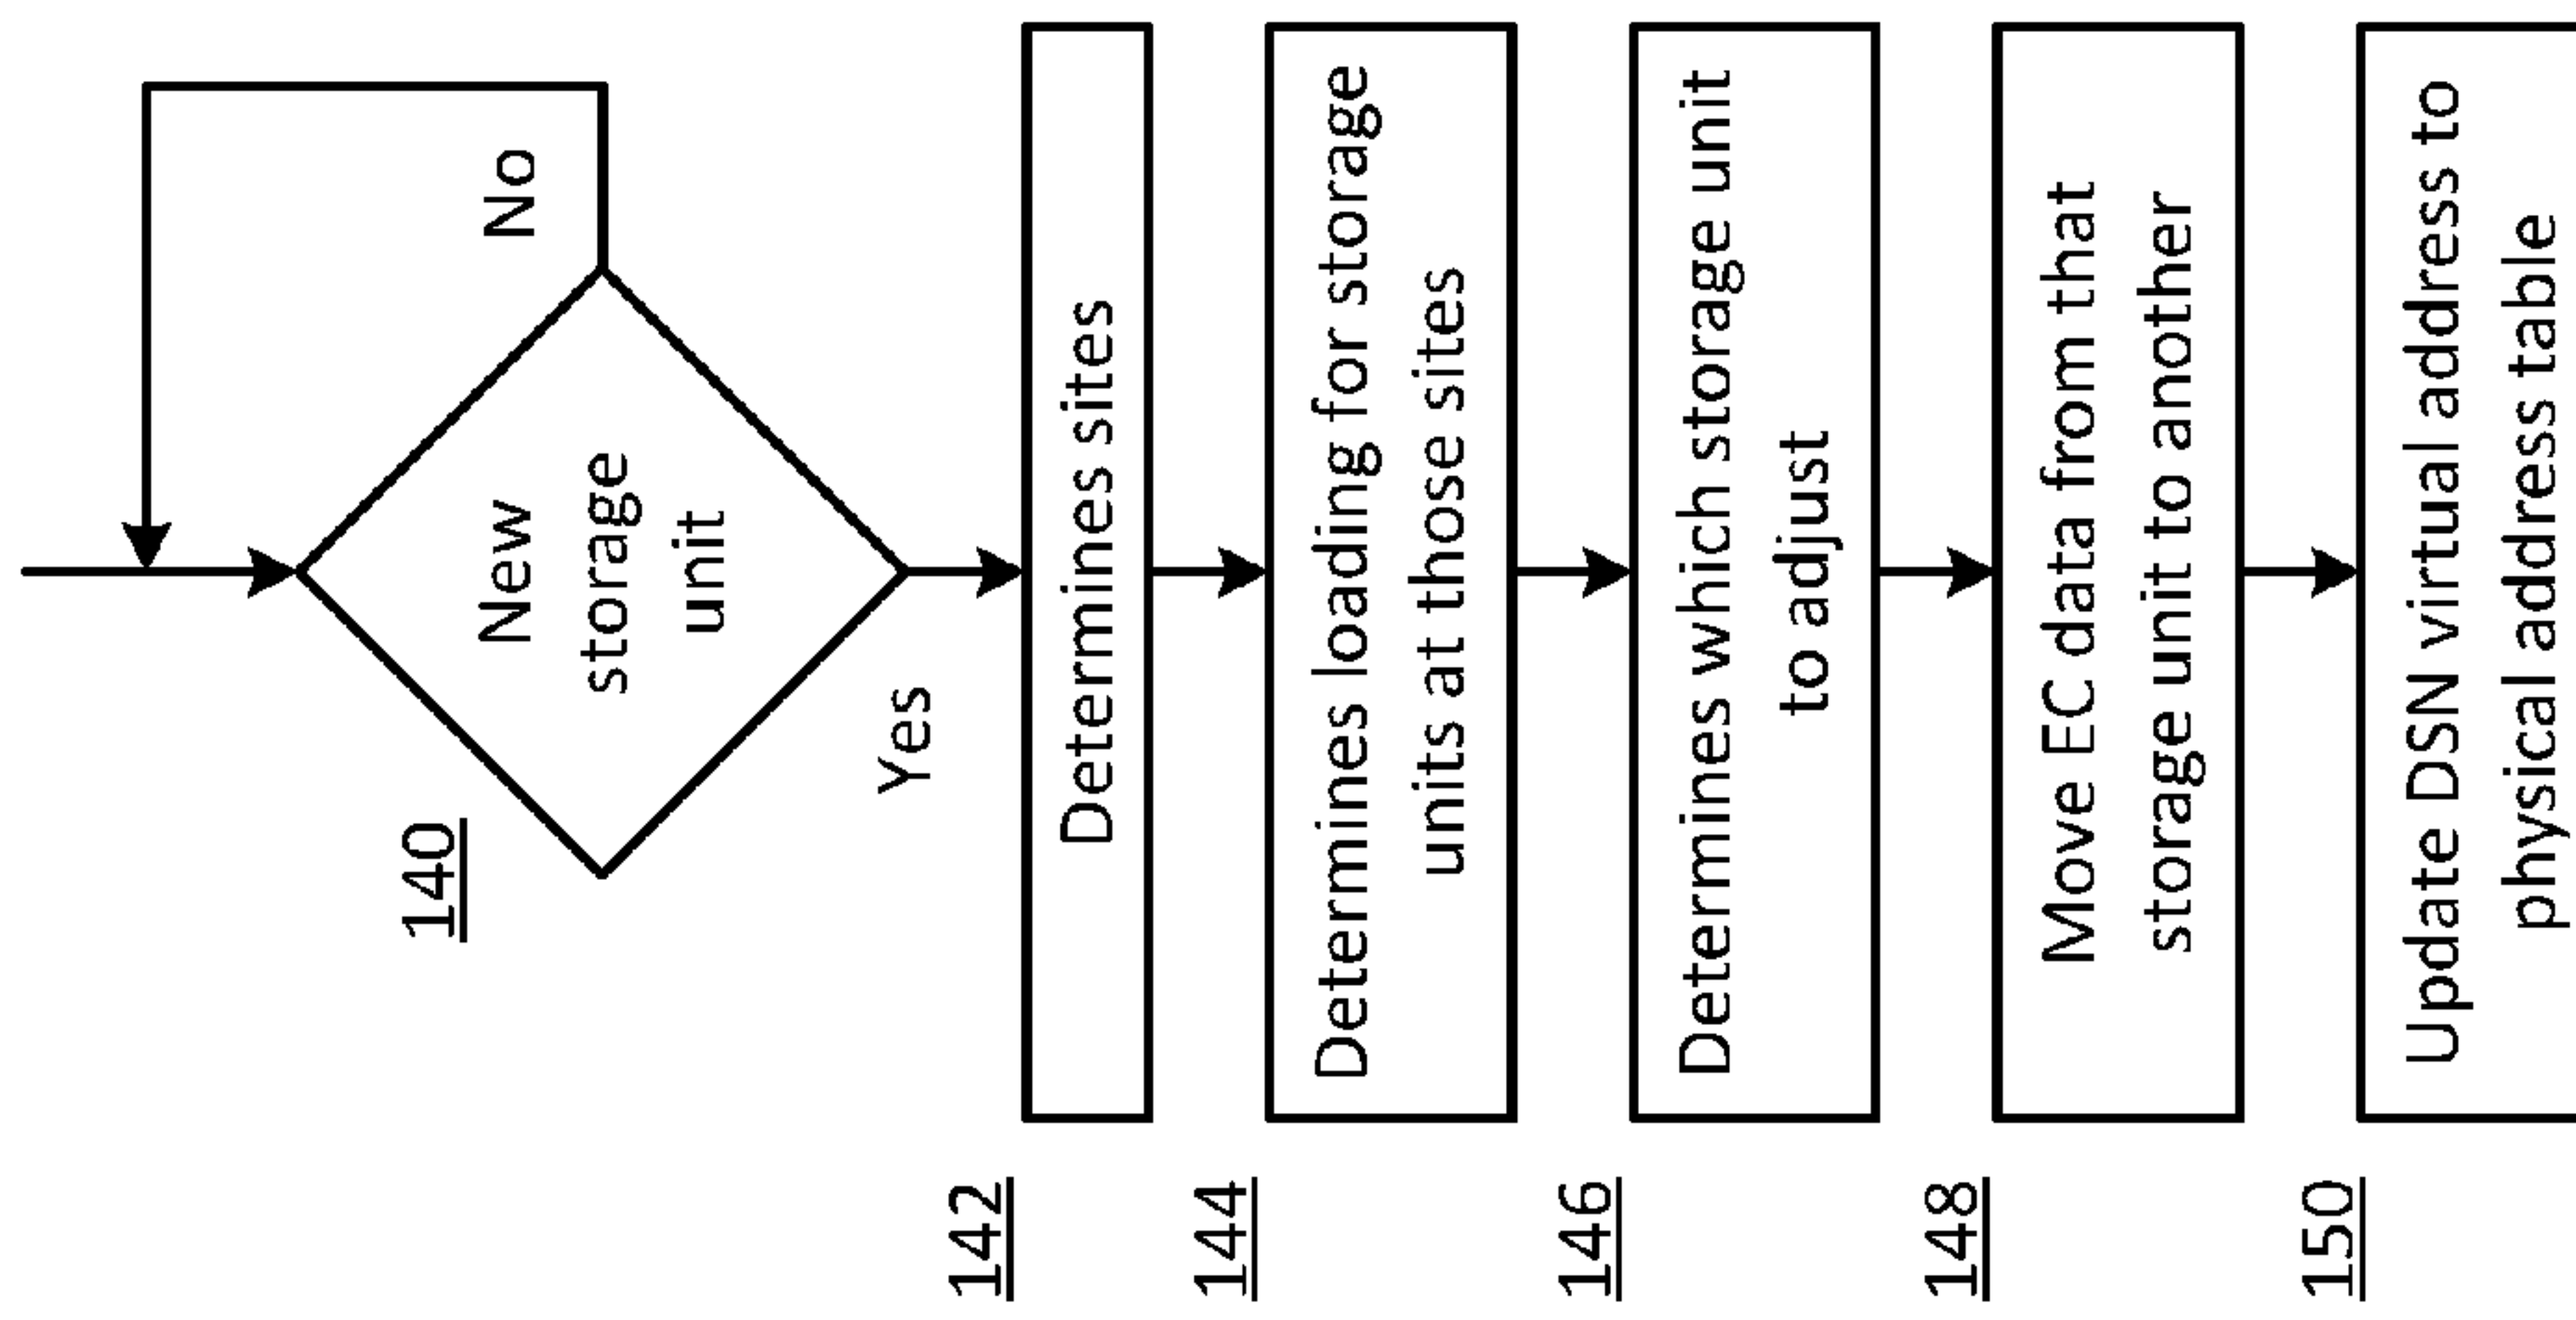 140
New
storage
unit
No
Yes
142
Determines sites
144
Determines loading for storage
units at those sites
146
Determines which storage unit
to adjust
148
Move EC data from that
storage unit to another
150
Update DSN virtual address to
physical address table